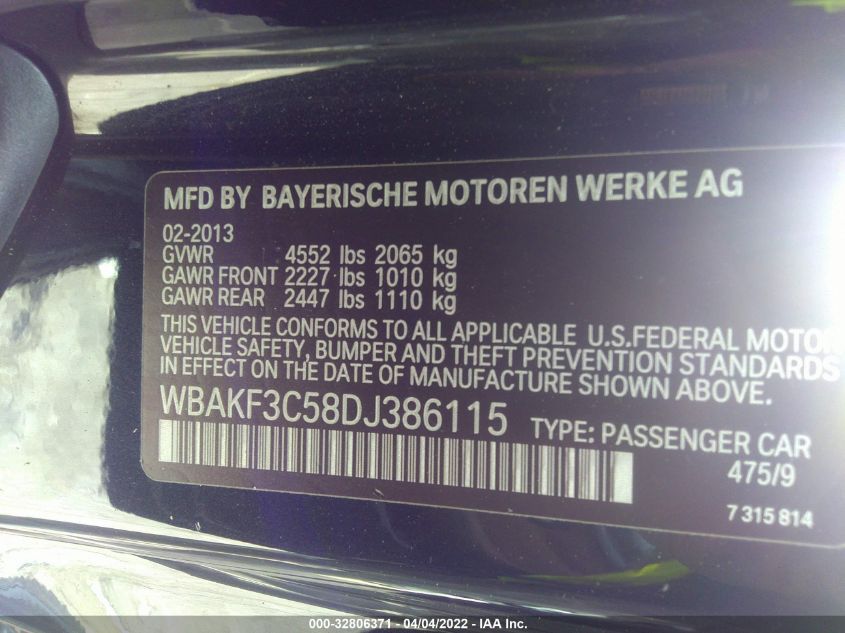 MFD BY BAYERISCHE MOTOREN WERKE AG
02-2013
GVWR 4552 lbs 2065 kg
GAWR FRONT 2227 lbs 1010 kg
GAWR REAR 2447 lbs 1110 kg
THIS VEHICLE CONFORMS TO ALL APPLICABLE U.S.FEDERAL MOTOR
VEHICLE SAFETY, BUMPER AND THEFT PREVENTION STANDARDS
IN EFFECT ON THE DATE OF MANUFACTURE SHOWN ABOVE.
WBAKF3C58DJ386115 TYPE: PASSENGER CAR
475/9
7 315 814
000-32806371 - 04/04/2022 - IAA Inc.